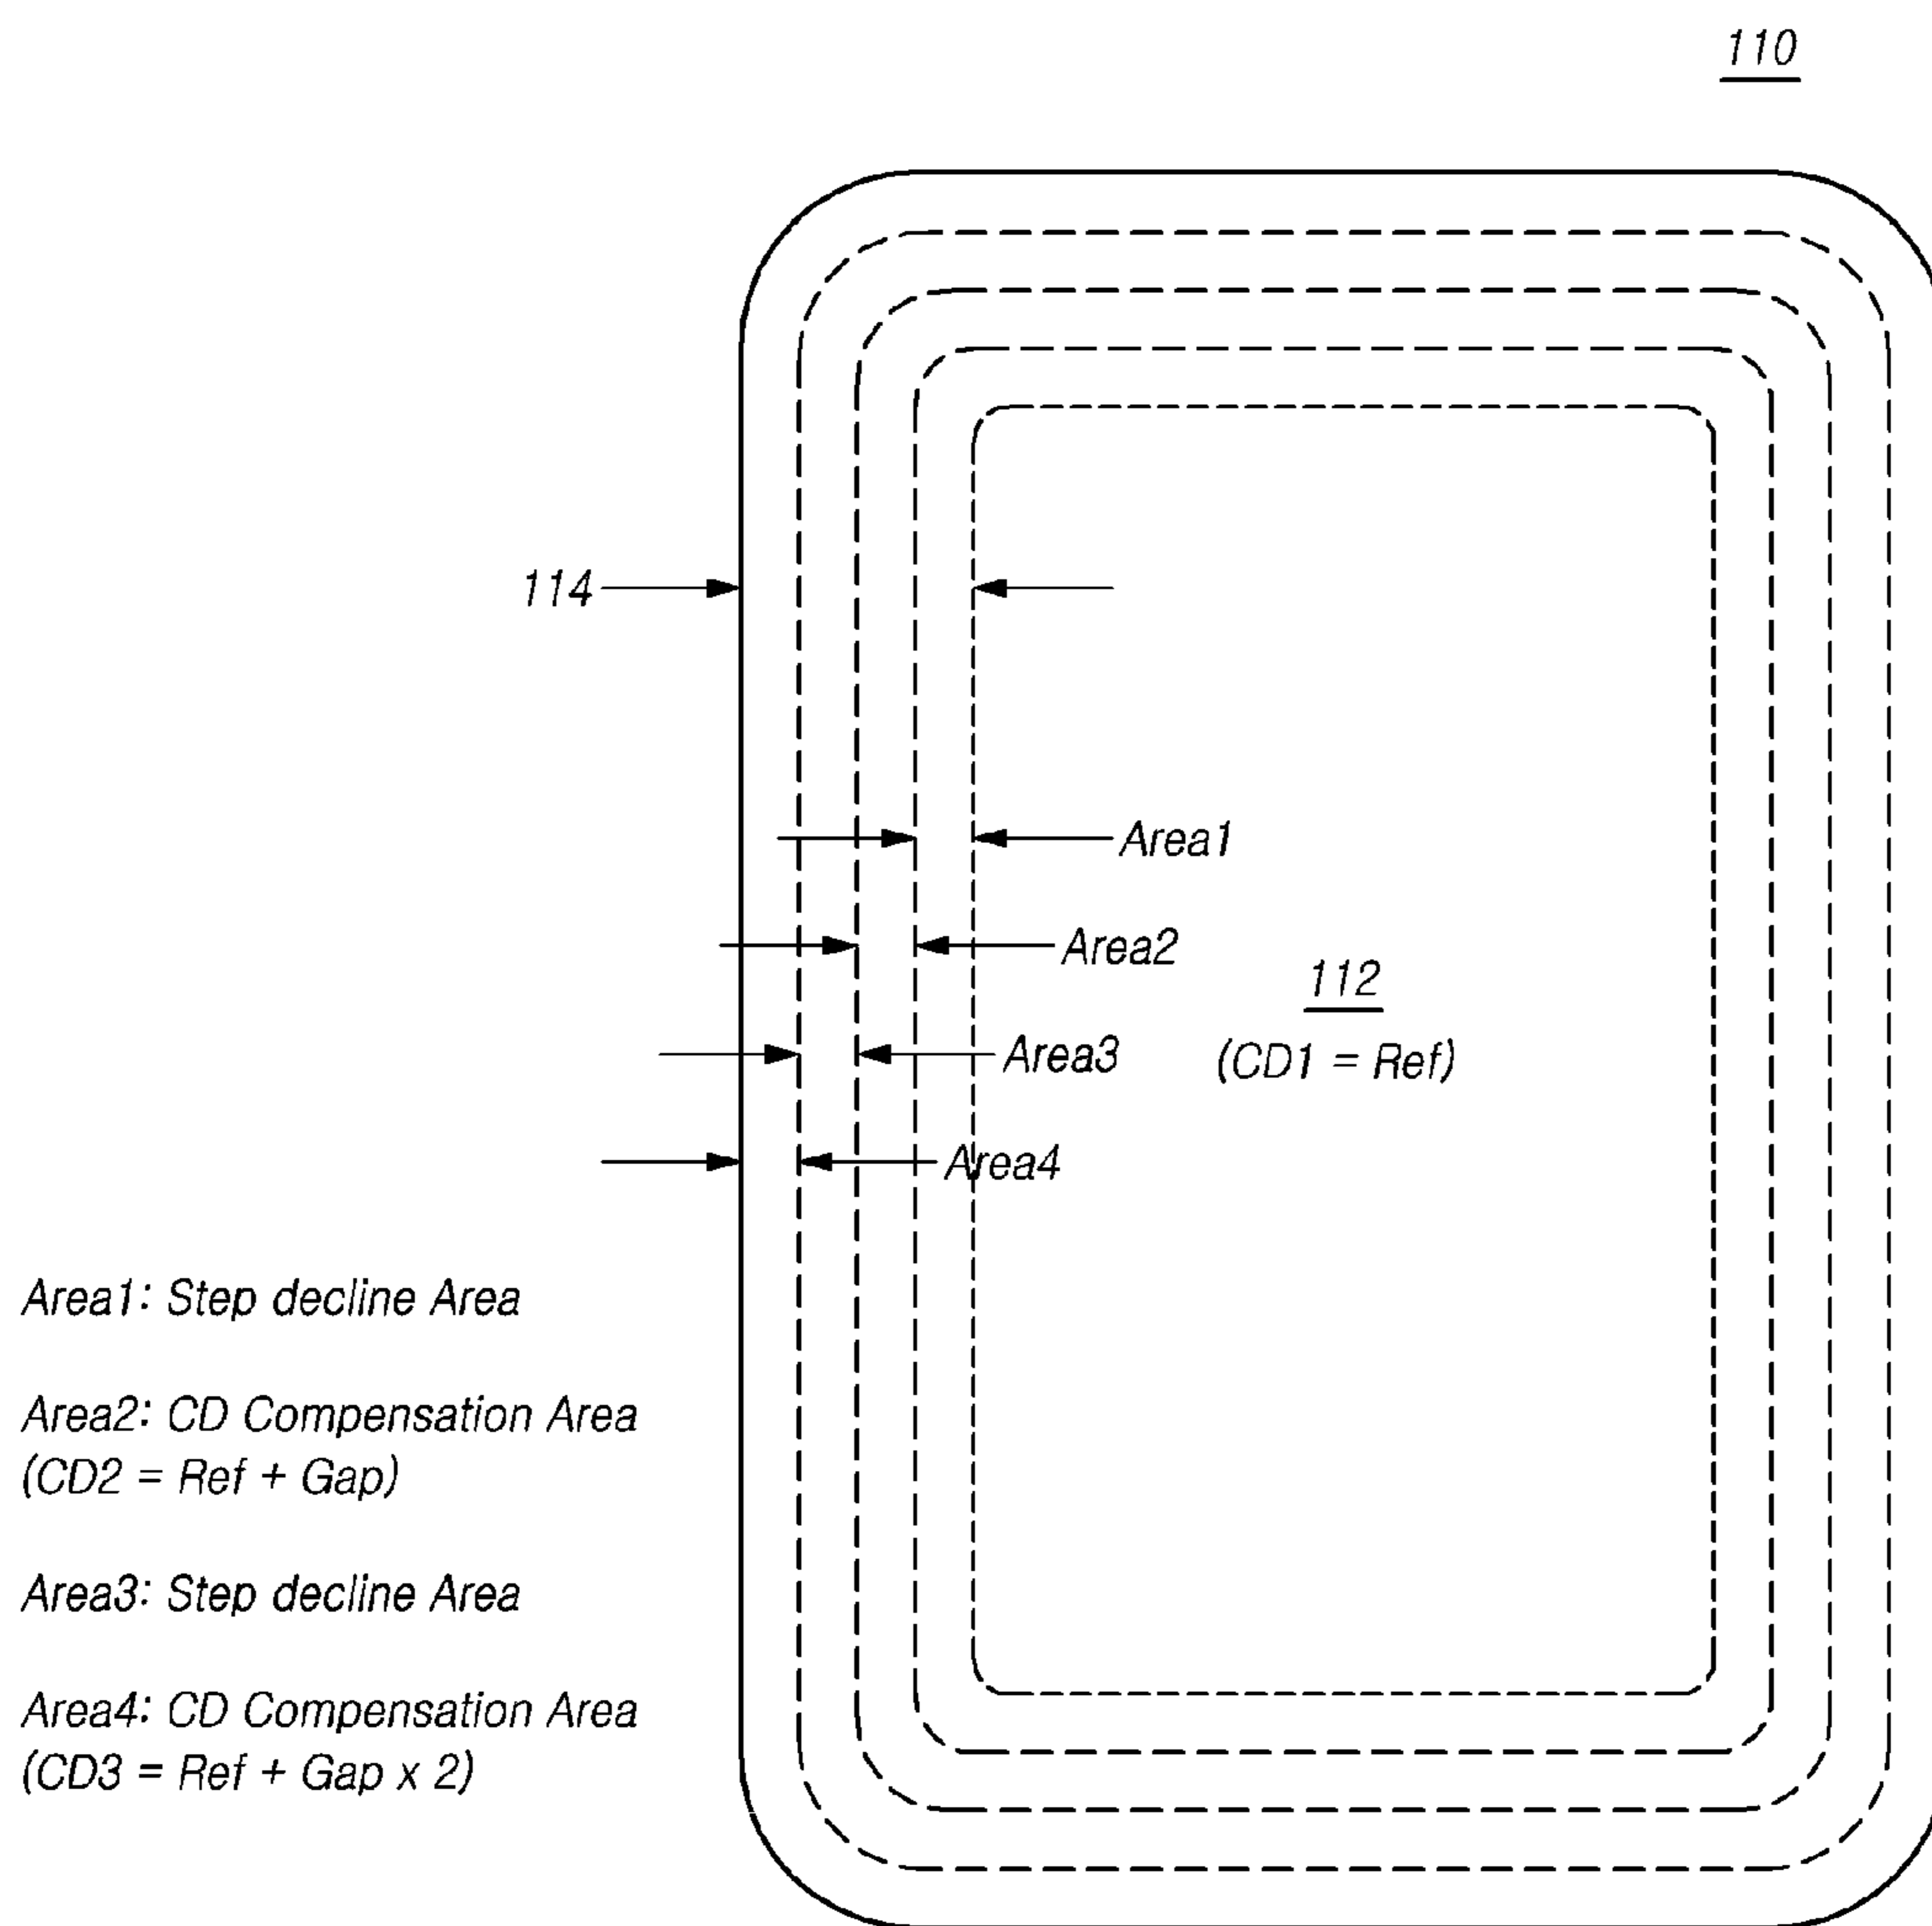 110
114
Area1
Area2
112
Area3
(CD1 = Ref)
Area4
Area1: Step decline Area
Area2: CD Compensation Area
(CD2 = Ref + Gap)
Area3: Step decline Area
Area4: CD Compensation Area
(CD3 = Ref + Gap x 2)